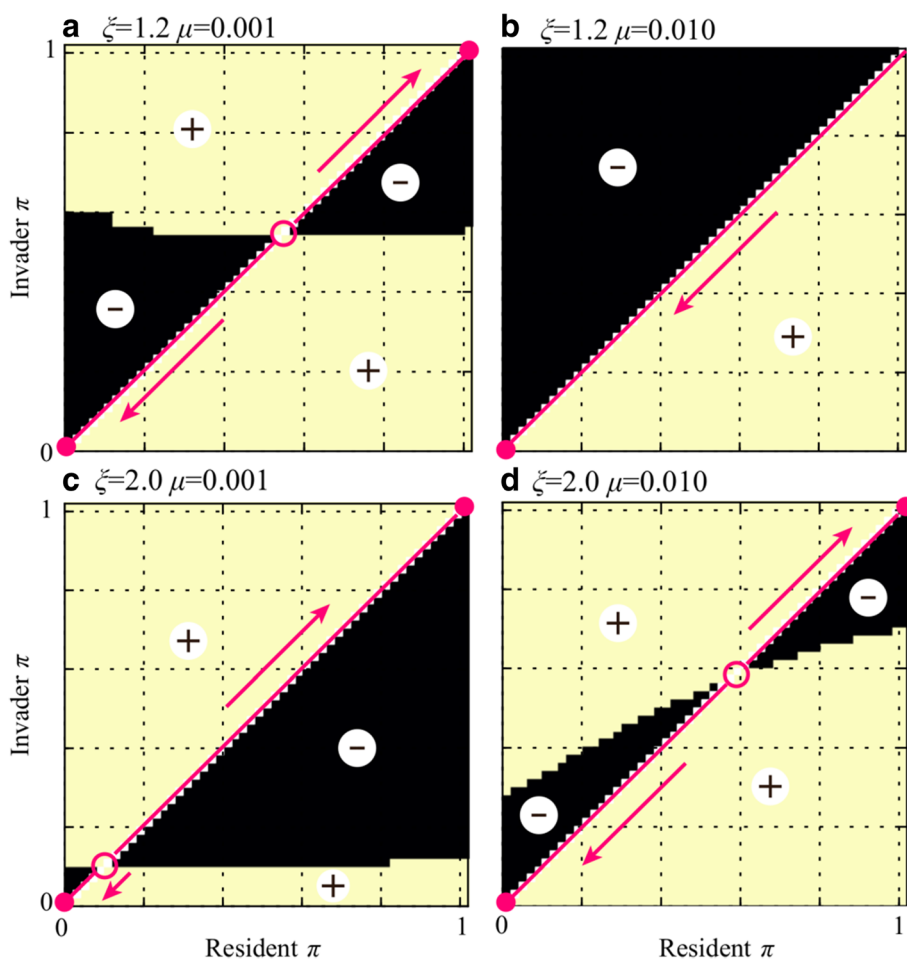 a ξ=1.2 μ=0.001
b ξ=1.2 μ=0.010
1
Invader π
+
−
−
+
0
−
+
c ξ=2.0 μ=0.001
d ξ=2.0 μ=0.010
Invader π
+
−
+
0
+
−
−
+
0 1
Resident π
0 1
Resident π